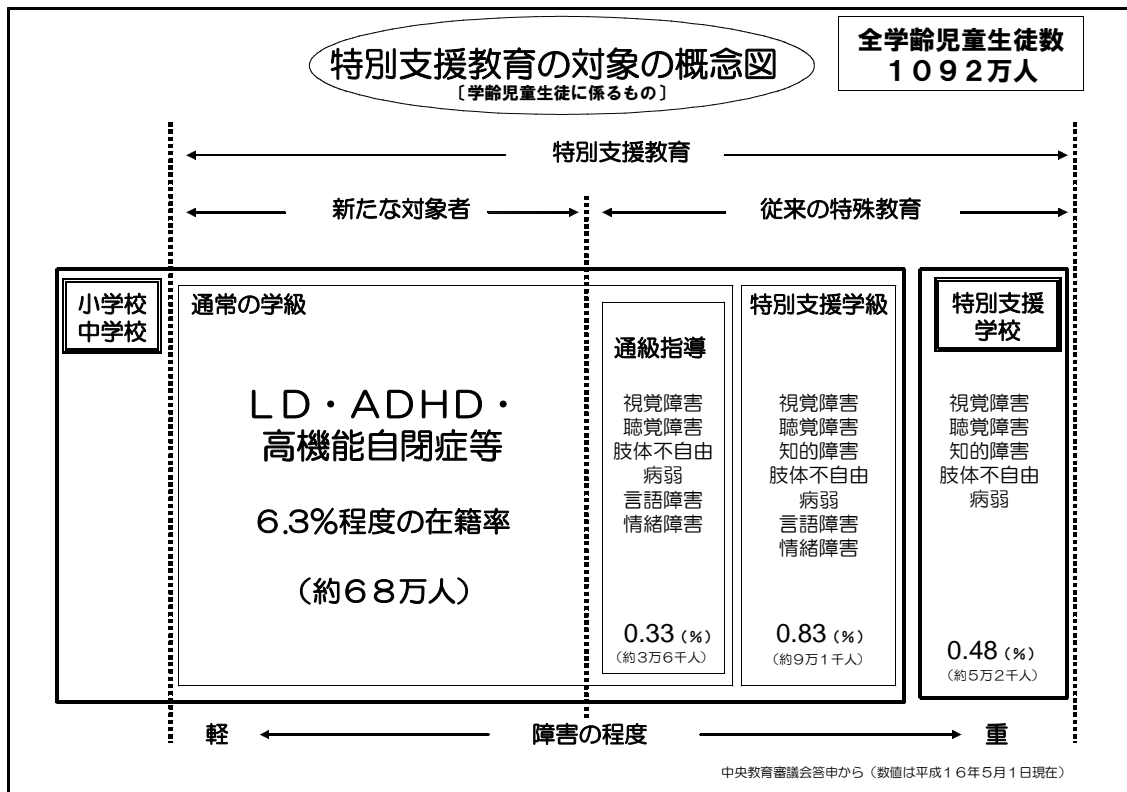 特別支援教育の対象の概念図
〔学齢児童生徒に係るもの〕
全学齢児童生徒数
１０９２万人
特別支援教育
新たな対象者
従来の特殊教育
小学校
中学校
通常の学級
ＬＤ・ＡＤＨＤ・
高機能自閉症等
６.３％程度の在籍率
（約６８万人）
通級指導
視覚障害
聴覚障害
肢体不自由
病弱
言語障害
情緒障害
0.33（％）
（約３万６千人）
特別支援学級
視覚障害
聴覚障害
知的障害
肢体不自由
病弱
言語障害
情緒障害
0.83（％）
（約９万１千人）
特別支援
学校
視覚障害
聴覚障害
知的障害
肢体不自由
病弱
0.48（％）
（約５万２千人）
軽
障害の程度
重
中央教育審議会答申から（数値は平成１６年５月１日現在）